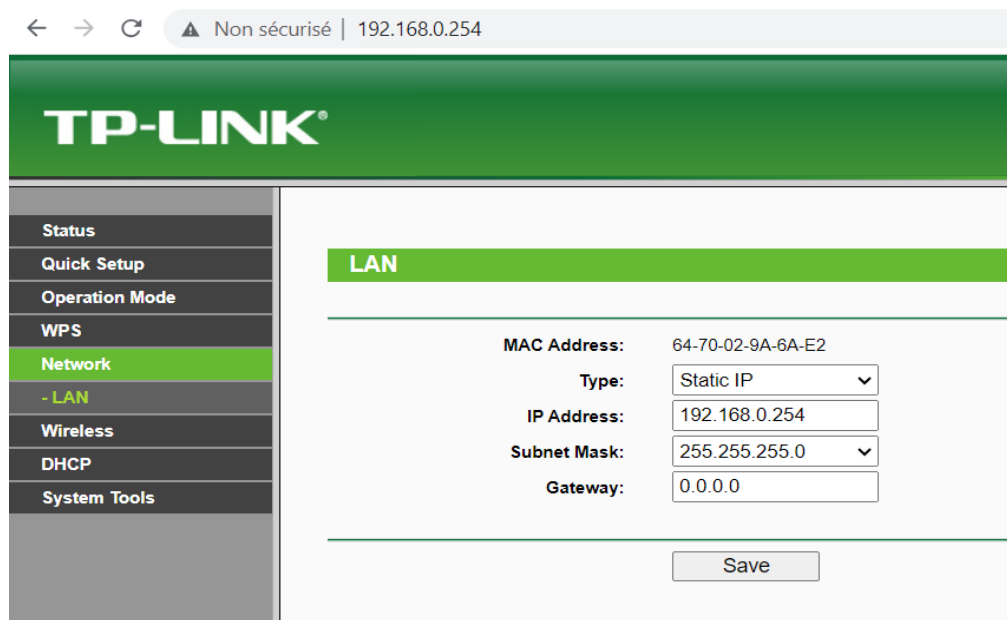 Non sécurisé | 192.168.0.254
TP-LINK®
Status
Quick Setup
Operation Mode
WPS
Network
- LAN
Wireless
DHCP
System Tools
LAN
MAC Address: 64-70-02-9A-6A-E2
Type: Static IP
IP Address: 192.168.0.254
Subnet Mask: 255.255.255.0
Gateway: 0.0.0.0
Save